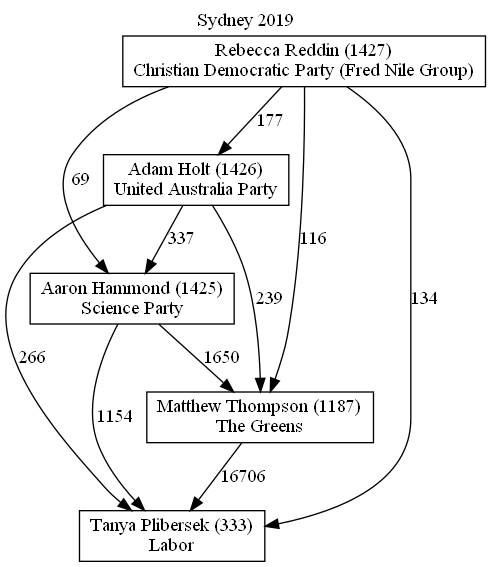 Sydney 2019
Rebecca Reddin (1427)
Christian Democratic Party (Fred Nile Group)
177
Adam Holt (1426)
United Australia Party
69
337
116
Aaron Hammond (1425)
Science Party
239
134
266
1650
Matthew Thompson (1187)
The Greens
1154
16706
Tanya Plibersek (333)
Labor